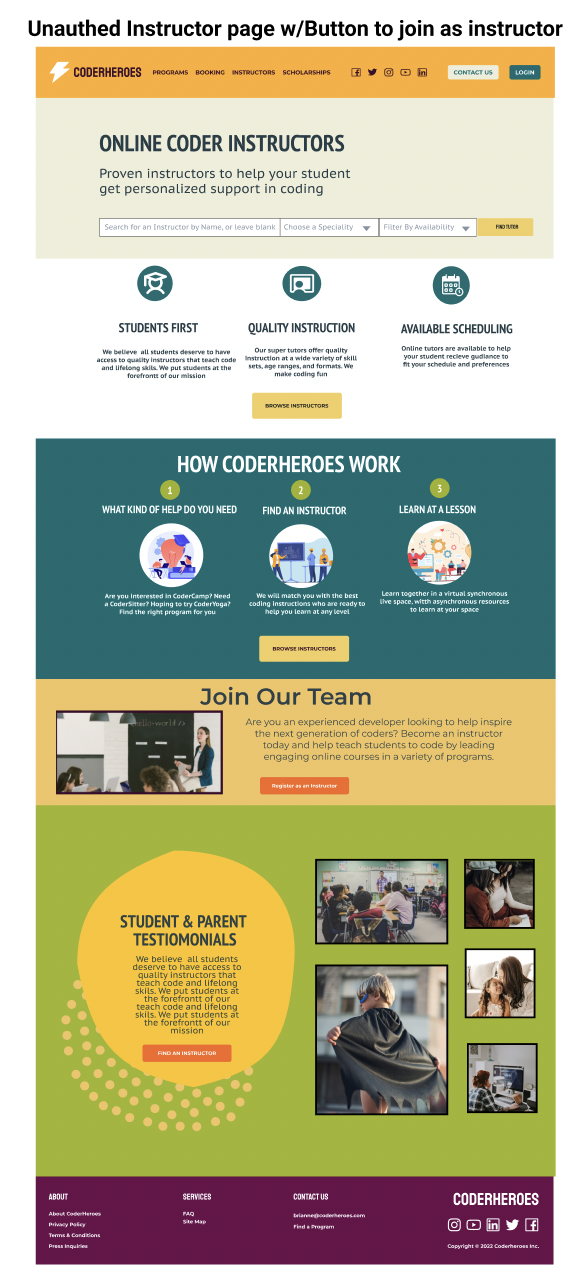 Unauthed Instructor page w/Button to join as instructor
CODERHEROES
PROGRAMS BOOKING INSTRUCTORS SCHOLARSHIPS
CONTACT US
LOGIN
ONLINE CODER INSTRUCTORS
Proven instructors to help your student
get personalized support in coding
Search for an Instructor by Name, or leave blank
Choose a Speciality
Filter By Availability
FIND TUTOR
STUDENTS FIRST
We believe all students deserve to have
access to quality instructors that teach code
and lifelong skills. We put students at the
forefrontt of our mission
QUALITY INSTRUCTION
Our super tutors offer quality
instruction at a wide variety of skill
sets, age ranges, and formats. We
make coding fun
AVAILABLE SCHEDULING
Online tutors are available to help
your student recieve gudiance to
fit your schedule and preferences
BROWSE INSTRUCTORS
HOW CODERHEROES WORK
1
WHAT KIND OF HELP DO YOU NEED
Are you Interested in CoderCamp? Need
a CoderSitter? Hoping to try CoderYoga?
Find the right program for you
2
FIND AN INSTRUCTOR
We will match you with the best
coding instructions who are ready to
help you learn at any level
3
LEARN AT A LESSON
Learn together in a virtual synchronous
live space, witth asynchronous resources
to learn at your space
BROWSE INSTRUCTORS
Join Our Team
hello-world />
Are you an experienced developer looking to help inspire
the next generation of coders? Become an instructor
today and help teach students to code by leading
engaging online courses in a variety of programs.
Register as an Instructor
STUDENT & PARENT
TESTIOMONIALS
We believe all students
deserve to have access to
quality instructors that
teach code and lifelong
skils. We put students at
the forefrontt of our
teach code and lifelong
skils. We put students at
the forefrontt of our
mission
FIND AN INSTRUCTOR
ABOUT
About CoderHeroes
Privacy Policy
Terms & Conditions
Press Inquiries
SERVICES
FAQ
Site Map
CONTACT US
brianne@coderheroes.com
Find a Program
CODERHEROES
Copyright © 2022 Coderheroes Inc.